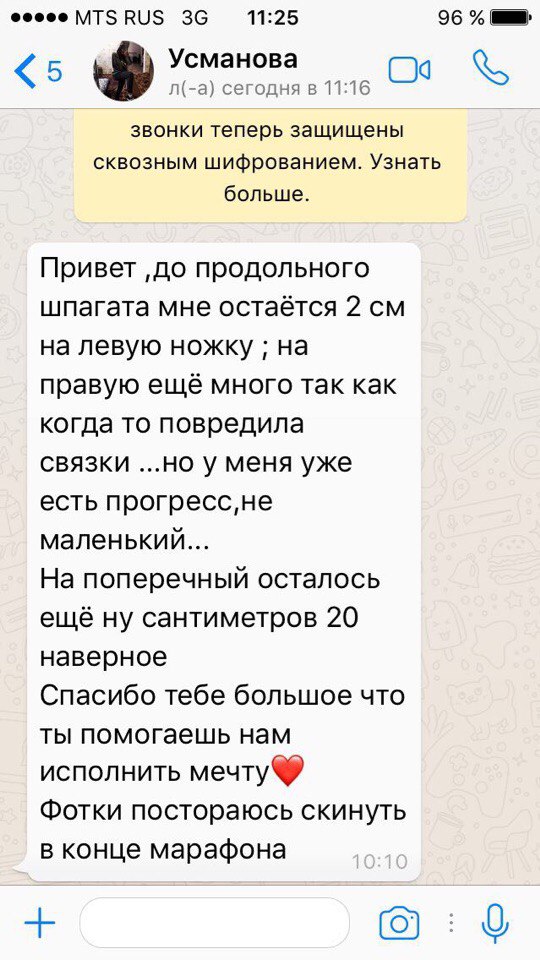 MTS RUS 3G 11:25 96 %
5 Усманова
л(-а) сегодня в 11:16
звонки теперь защищены
сквозным шифрованием. Узнать
больше.
Привет ,до продольного
шпагата мне остаётся 2 см
на левую ножку ; на
правую ещё много так как
когда то повредила
связки ...но у меня уже
есть прогресс,не
маленький...
На поперечный осталось
ещё ну сантиметров 20
наверное
Спасибо тебе большое что
ты помогаешь нам
исполнить мечту❤️
Фотки постораюсь скинуть
в конце марафона
10:10